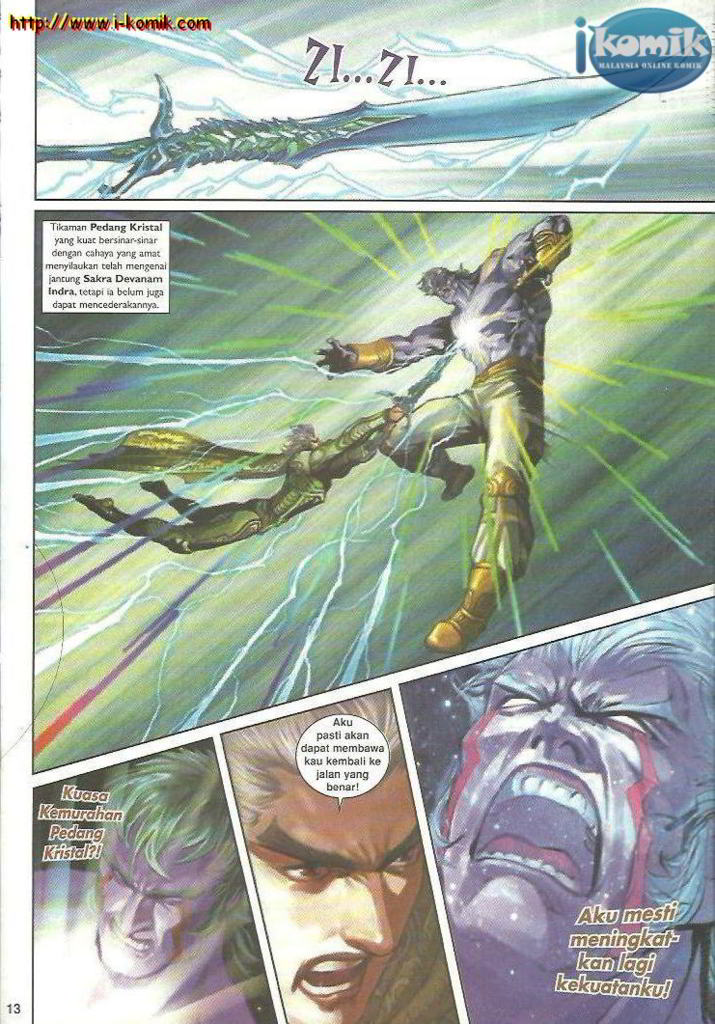 http://www.i-komik.com
ikomik
MALAYSIA ONLINE KOMIK
ZI...ZI...
Tikaman Pedang Kristal
yang kuat bersinar-sinar
dengan cahaya yang amat
menyilaukan telah mengenai
jantung Sakra Devanam
Indra, tetapi ia belum juga
dapat mencederakannya.
Kuasa
Kemurahan
Pedang
Kristal?!
Aku
pasti akan
dapat membawa
kau kembali ke
jalan yang
benar!
Aku mesti
meningkat-
kan lagi
kekuatanku!
13